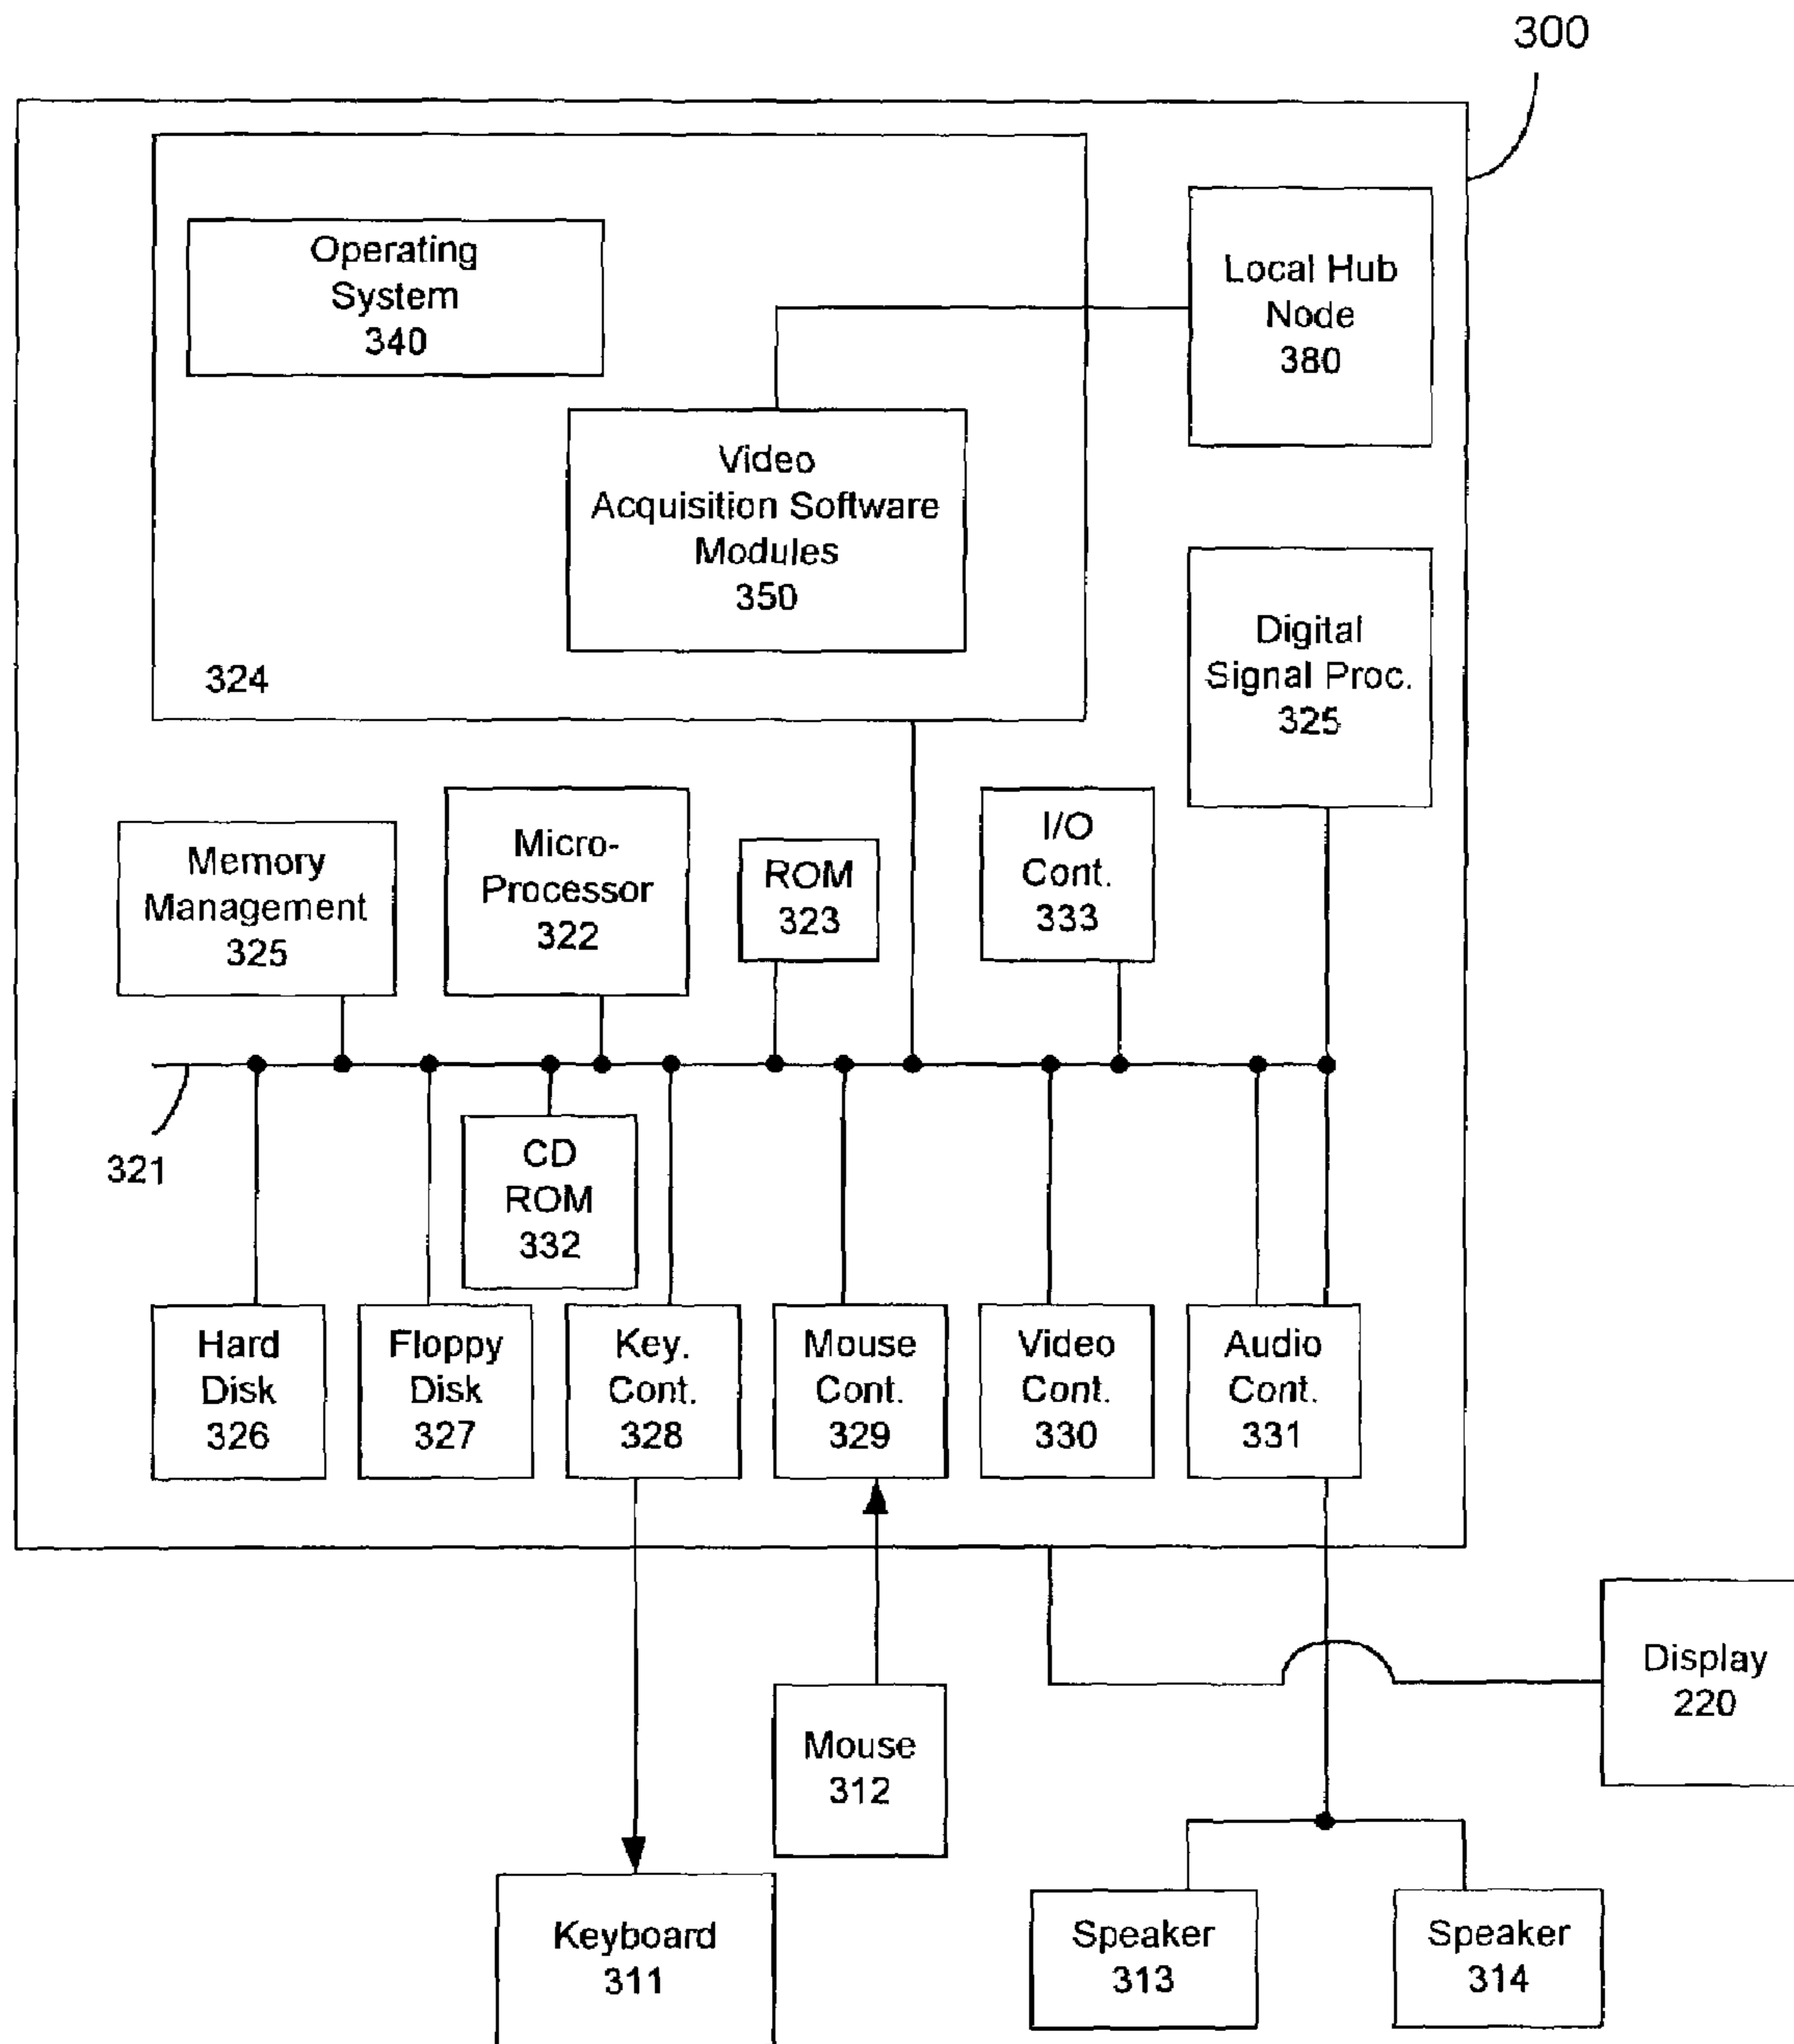 300
Operating
System
340
Local Hub
Node
380
Video
Acquisition Software
Modules
350
324
Digital
Signal Proc.
325
Memory
Management
325
Micro-
Processor
322
ROM
323
I/O
Cont.
333
321
CD
ROM
332
Hard
Disk
326
Floppy
Disk
327
Key.
Cont.
328
Mouse
Cont.
329
Video
Cont.
330
Audio
Cont.
331
Display
220
Mouse
312
Keyboard
311
Speaker
313
Speaker
314